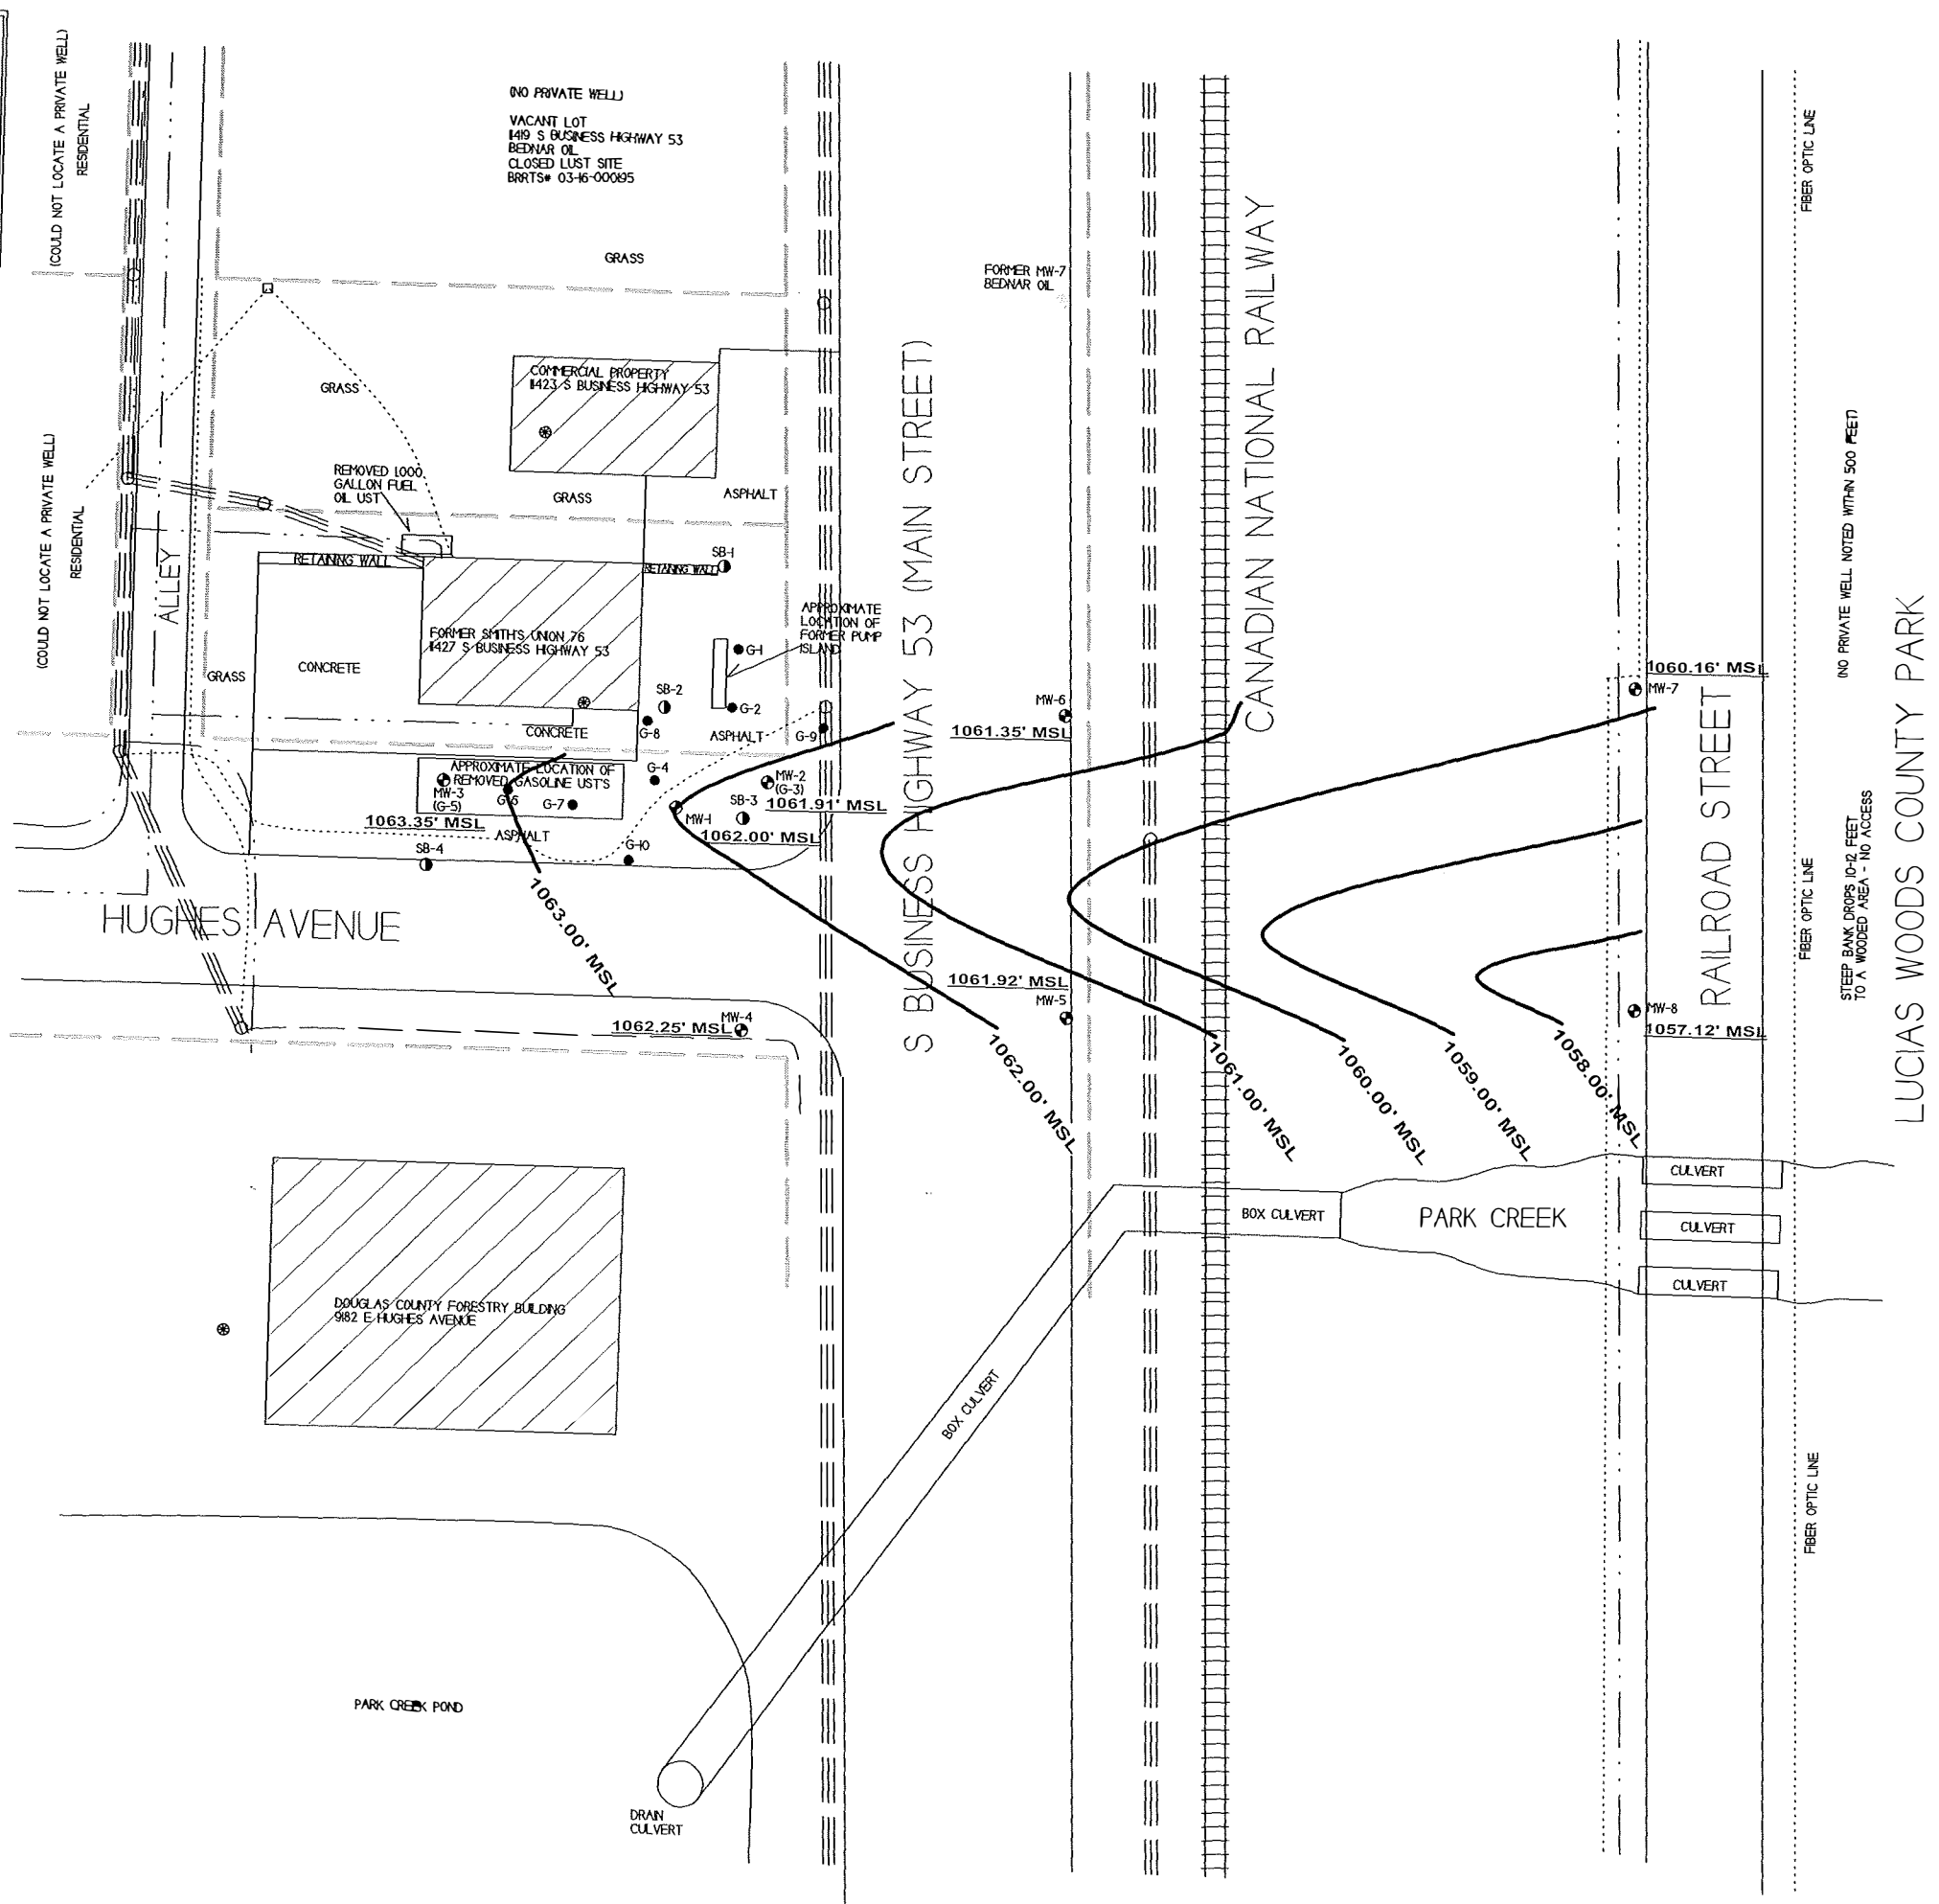 (COULD NOT LOCATE A PRIVATE WELL)
RESIDENTIAL
(NO PRIVATE WELL)
VACANT LOT
11419 S BUSINESS HIGHWAY 53
BEDNAR OIL
CLOSED LUST SITE
BRRTS# 03-16-000195
GRASS
FORMER MW-7
BEDNAR OIL
FIBER OPTIC LINE
CANADIAN NATIONAL RAILWAY
S BUSINESS HIGHWAY 53 (MAIN STREET)
COMMERCIAL PROPERTY
11423 S BUSINESS HIGHWAY 53
GRASS
(COULD NOT LOCATE A PRIVATE WELL)
RESIDENTIAL
REMOVED 1000
GALLON FUEL
OIL UST
GRASS
ASPHALT
(NO PRIVATE WELL NOTED WITHIN 500 FEET)
ALLEY
RETAINING WALL
RETAINING WALL
SB-1
APPROXIMATE
LOCATION OF
FORMER PUMP
ISLAND
FORMER SMITH'S UNION 76
11427 S BUSINESS HIGHWAY 53
G-1
CONCRETE
GRASS
SB-2
G-2
G-8
CONCRETE
ASPHALT
G-9
MW-6
1061.35' MSL
1060.16' MSL
MW-7
RAILROAD STREET
LUCIAS WOODS COUNTY PARK
APPROXIMATE LOCATION OF
REMOVED GASOLINE UST'S
MW-3
(G-5)
G-6
G-7
G-4
MW-2
(G-3)
SB-3
1061.91' MSL
MW-1
1062.00' MSL
1063.35' MSL
ASPHALT
SB-4
G-10
1063.00' MSL
HUGHES AVENUE
FIBER OPTIC LINE
STEEP BANK DROPS 10-12 FEET
TO A WOODED AREA - NO ACCESS
1061.92' MSL
MW-5
MW-4
1062.25' MSL
MW-8
1057.12' MSL
1062.00' MSL
1061.00' MSL
1060.00' MSL
1059.00' MSL
1058.00' MSL
CULVERT
BOX CULVERT
PARK CREEK
CULVERT
CULVERT
DOUGLAS COUNTY FORESTRY BUILDING
9182 E HUGHES AVENUE
BOX CULVERT
FIBER OPTIC LINE
PARK CREEK POND
DRAIN
CULVERT